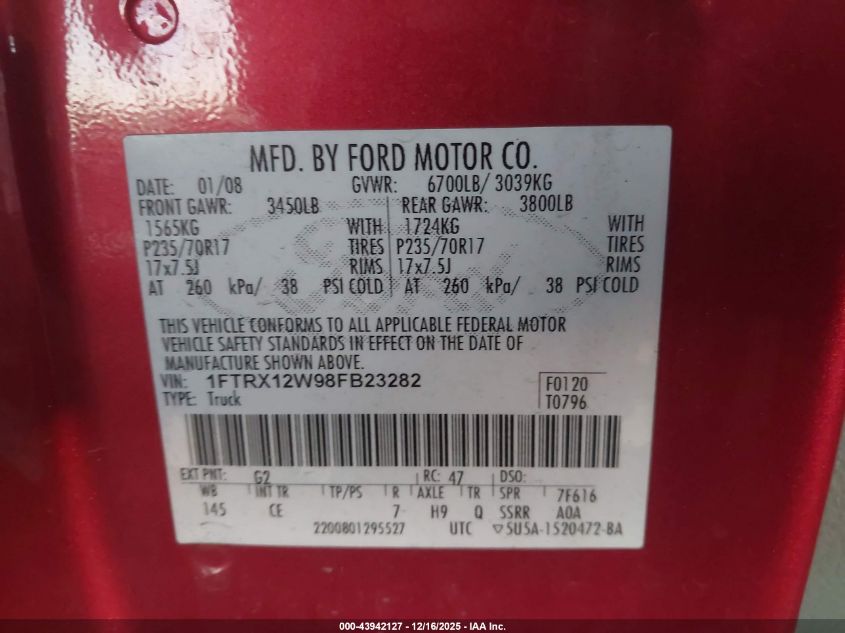 MFD. BY FORD MOTOR CO.
DATE: 01/08 GVWR: 6700LB/ 3039KG
FRONT GAWR: 3450LB REAR GAWR: 3800LB
1565KG WITH 1724KG WITH
P235/70R17 TIRES P235/70R17 TIRES
17x7.5J RIMS 17x7.5J RIMS
AT 260 kPa/ 38 PSI COLD AT 260 kPa/ 38 PSI COLD
THIS VEHICLE CONFORMS TO ALL APPLICABLE FEDERAL MOTOR
VEHICLE SAFETY STANDARDS IN EFFECT ON THE DATE OF
MANUFACTURE SHOWN ABOVE.
VIN: 1FTRX12W98FB23282 F0120
TYPE: Truck T0796
EXT PNT: G2 RC: 47 DSO:
WB INT TR TP/PS R AXLE TR SPR 7F616
145 CE 7 H9 Q SSRR A0A
2200801295527 UTC ▽5U5A-1520472-BA
000-43942127 - 12/16/2025 - IAA Inc.